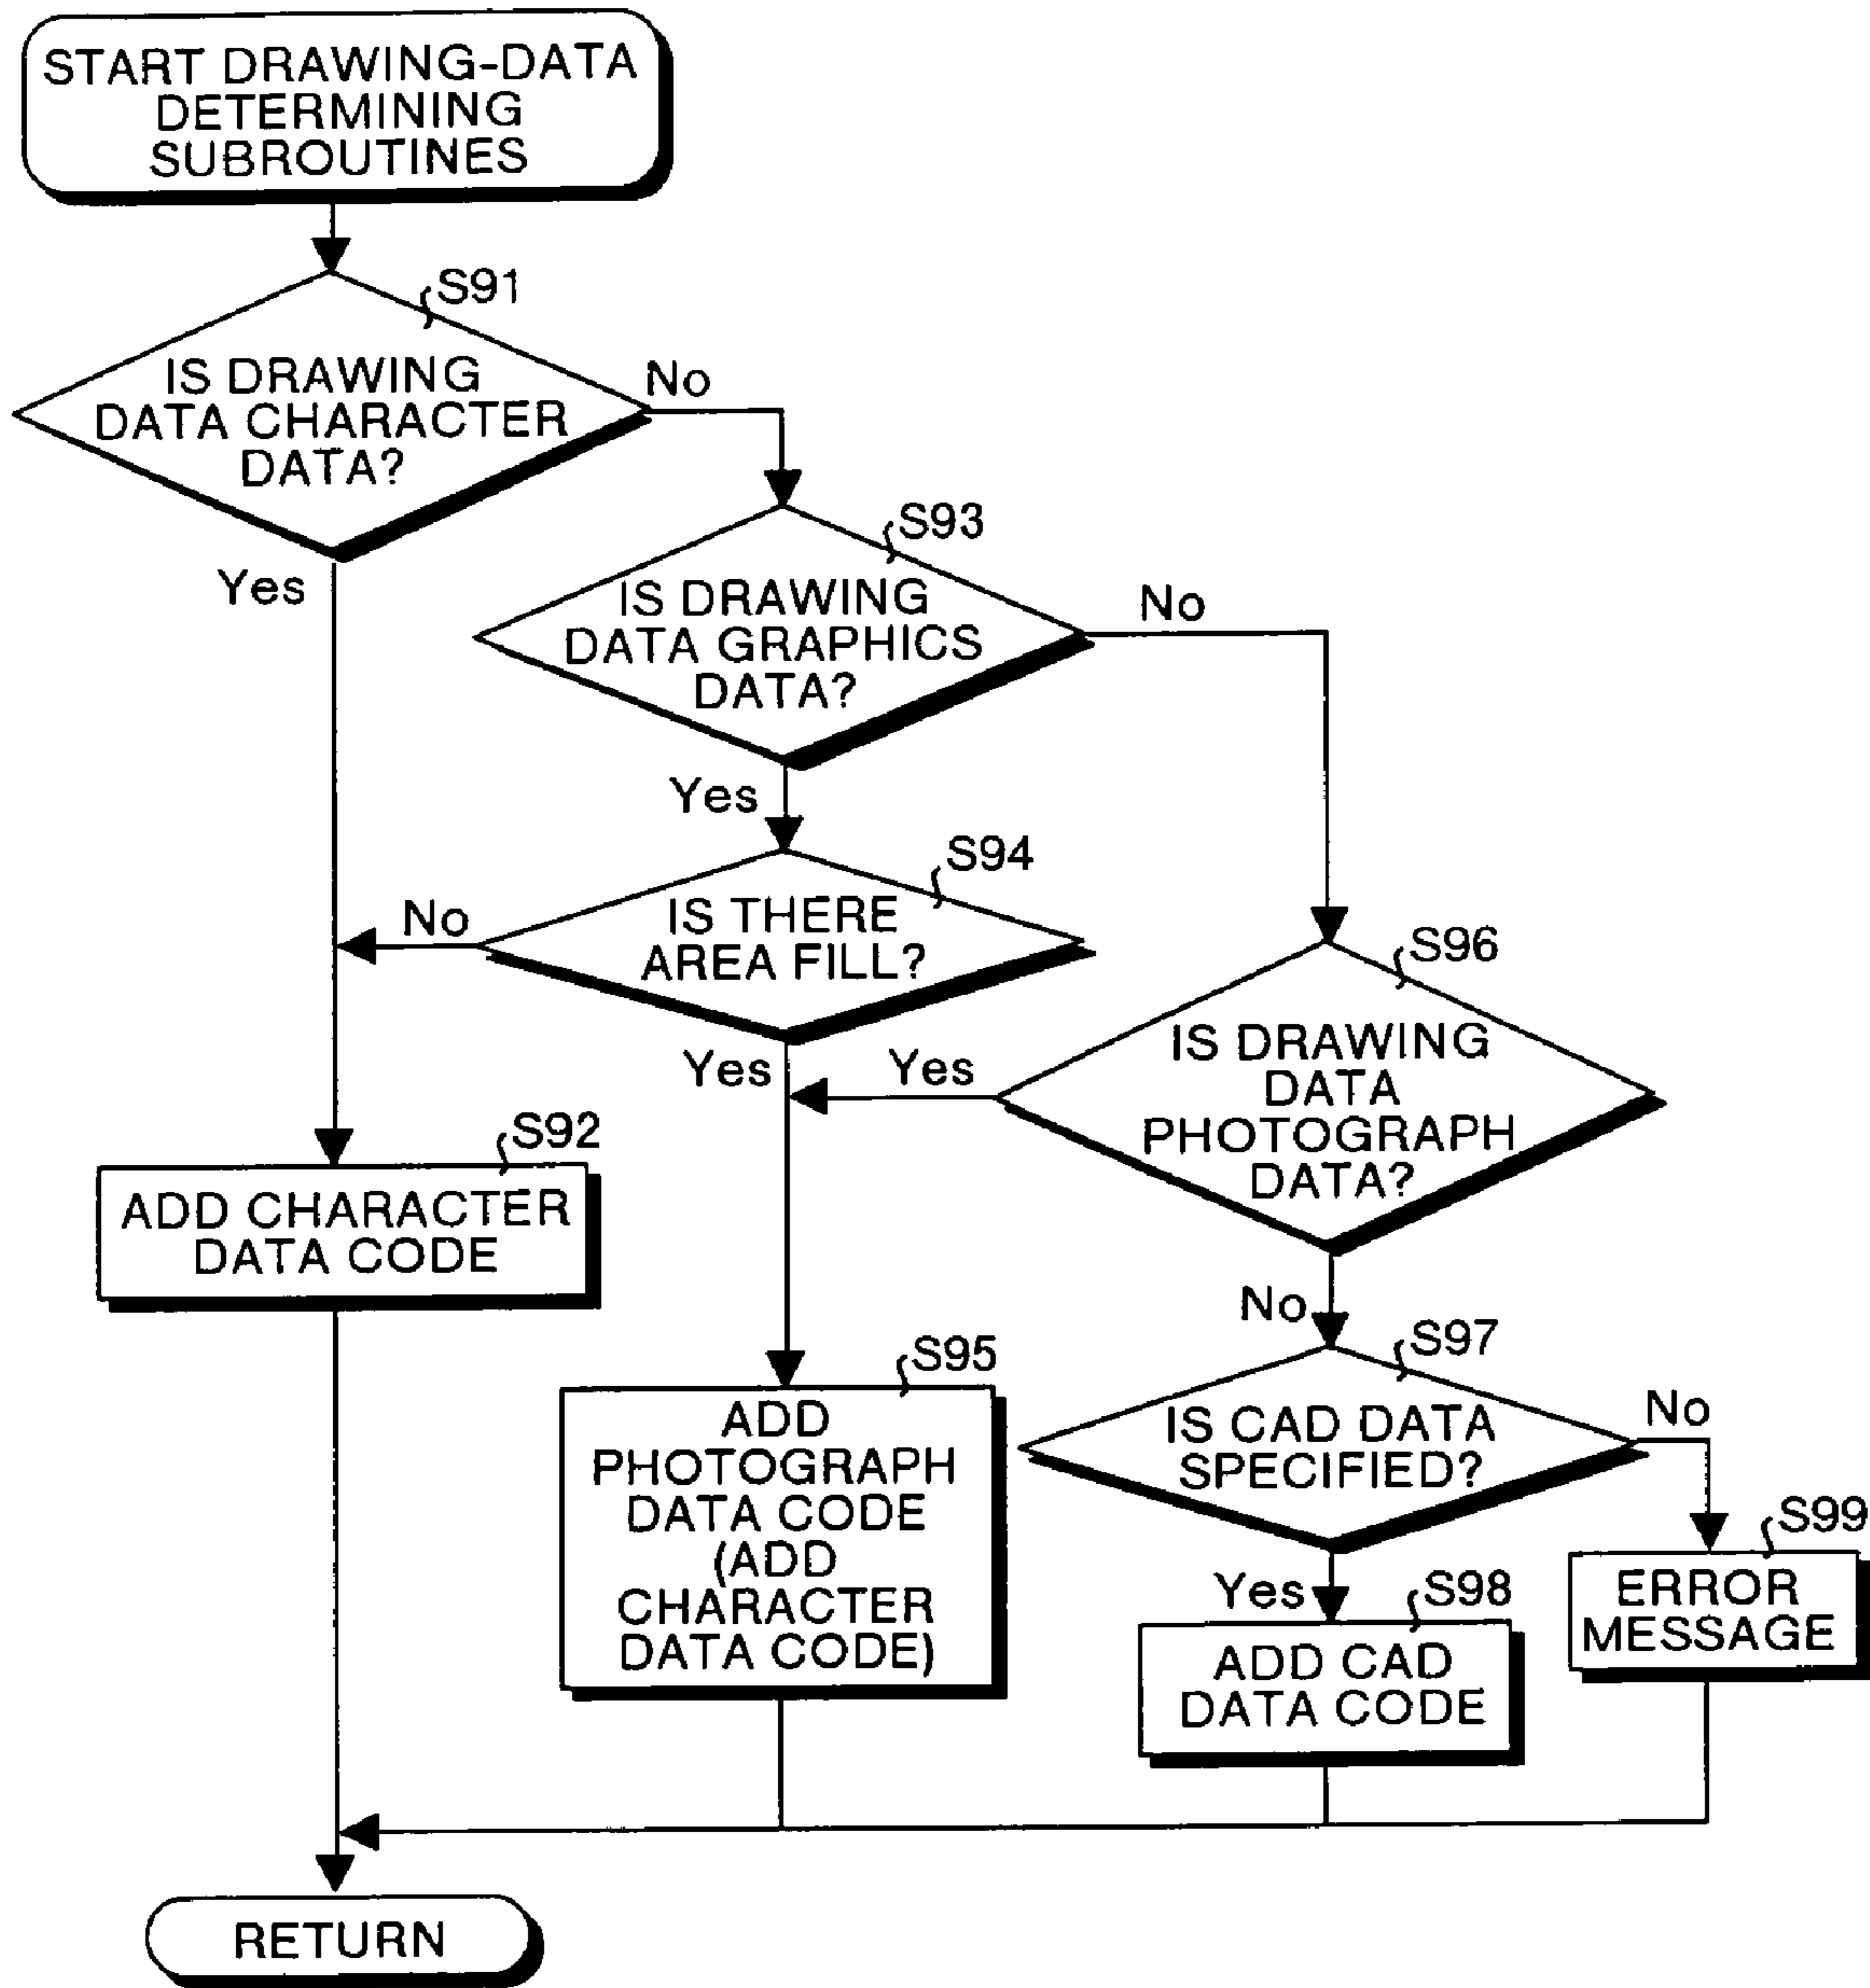 START DRAWING-DATA
DETERMINING
SUBROUTINES
S91
IS DRAWING
DATA CHARACTER
DATA?
No
Yes
S93
IS DRAWING
DATA GRAPHICS
DATA?
No
Yes
S94
IS THERE
AREA FILL?
No
Yes
S96
IS DRAWING
DATA
PHOTOGRAPH
DATA?
Yes
No
S92
ADD CHARACTER
DATA CODE
S95
ADD
PHOTOGRAPH
DATA CODE
(ADD
CHARACTER
DATA CODE)
S97
IS CAD DATA
SPECIFIED?
No
Yes
S98
ADD CAD
DATA CODE
S99
ERROR
MESSAGE
RETURN